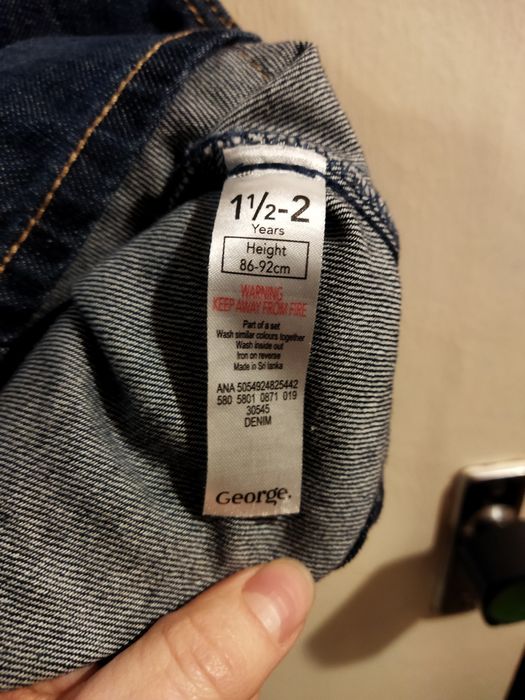 1½-2
Years
Height
86-92cm
WARNING
KEEP AWAY FROM FIRE
Part of a set
Wash similar colours together
Wash inside out
Iron on reverse
Made in Sri lanka
ANA 5054924825442
580 5801 0871 019
30545
DENIM
George.